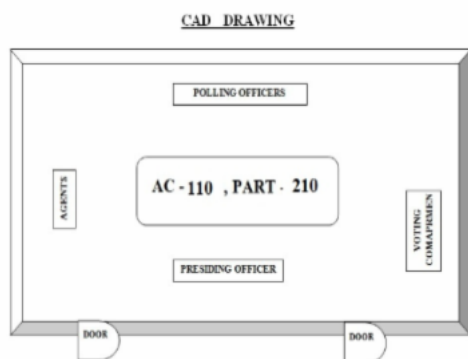 CAD DRAWING
POLLING OFFICERS
AGENTS
AC - 110 , PART - 210
VOTING
COMAPRMEN
PRESIDING OFFICER
DOOR
DOOR